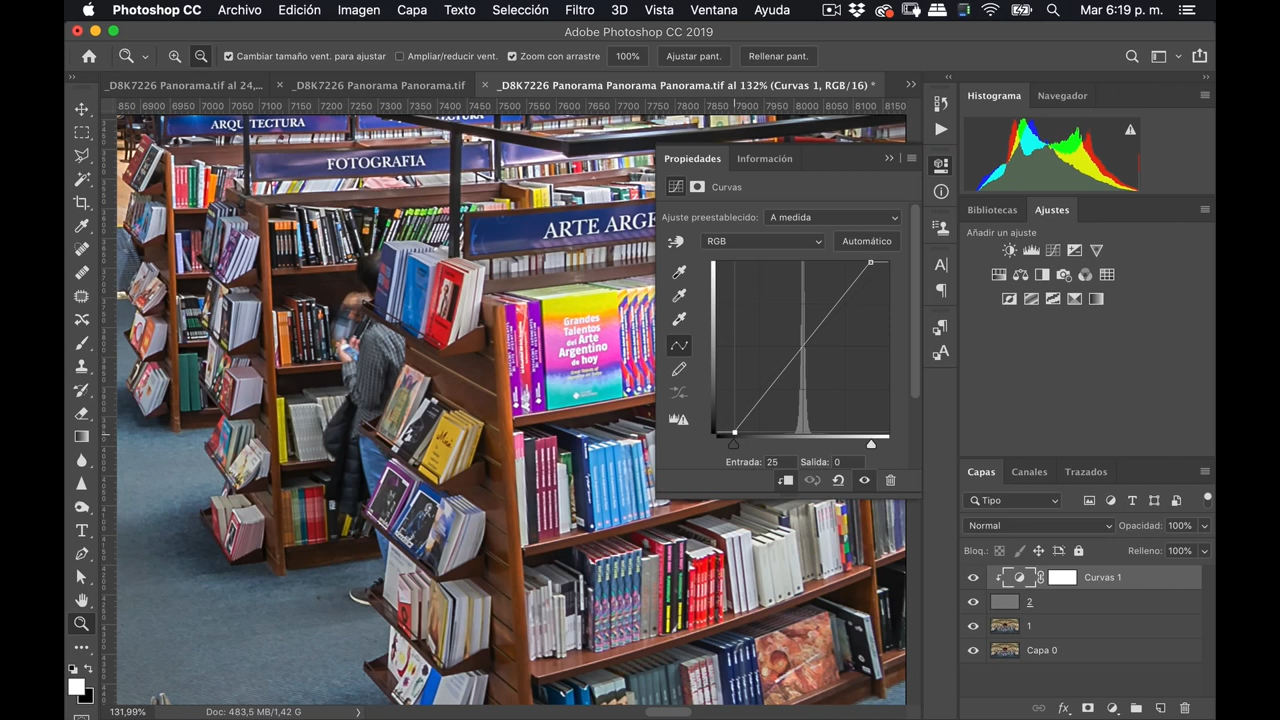 Photoshop CC Archivo Edición Imagen Capa Texto Selección Filtro 3D Vista Ventana Ayuda Mar 6:19 p. m.
Adobe Photoshop CC 2019
Cambiar tamaño vent. para ajustar Ampliar/reducir vent. Zoom con arrastre 100% Ajustar pant. Rellenar pant.
_D8K7226 Panorama.tif al 24,... × _D8K7226 Panorama Panorama.tif × _D8K7226 Panorama Panorama Panorama.tif al 132% (Curvas 1, RGB/16) *
850 6900 6950 7000 7050 7100 7150 7200 7250 7300 7350 7400 7450 7500 7550 7600 7650 7700 7750 7800 7850 7900 7950 8000 8050 8100 8150
Histograma Navegador
ARQUITECTURA
FOTOGRAFIA
ARTE ARGE
Grandes
Talentos
del Arte
Argentino
de hoy
Propiedades Información
Curvas
Ajuste preestablecido: A medida
RGB Automático
Entrada: 25 Salida: 0
Bibliotecas Ajustes
Añadir un ajuste
Capas Canales Trazados
Tipo
Normal Opacidad: 100%
Bloq.: Relleno: 100%
Curvas 1
2
1
Capa 0
131,99% Doc: 483,5 MB/1,42 G